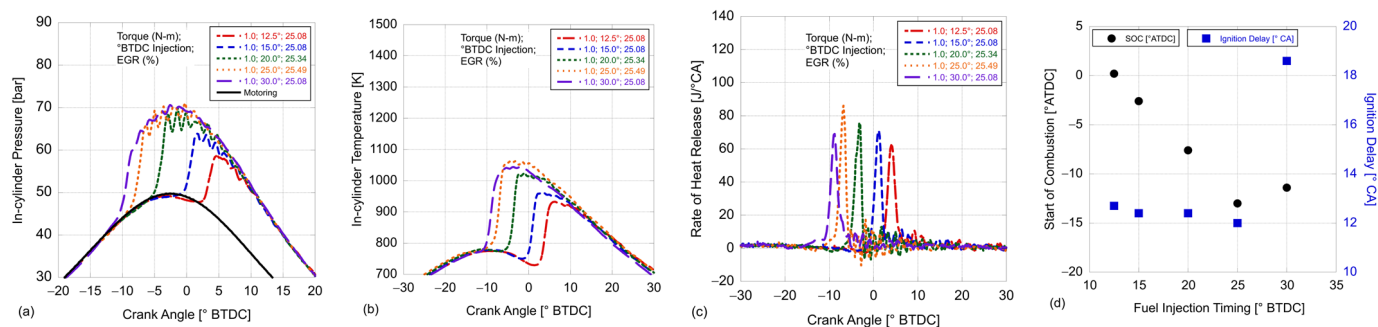 In-cylinder Pressure [bar]
90
80
70
60
50
40
30
Torque (N-m);
°BTDC Injection;
EGR (%)
1.0; 12.5°; 25.08
1.0; 15.0°; 25.08
1.0; 20.0°; 25.34
1.0; 25.0°; 25.49
1.0; 30.0°; 25.08
Motoring
−20 −15 −10 −5 0 5 10 15 20
(a)
Crank Angle [° BTDC]
In-cylinder Temperature [K]
1500
1400
1300
1200
1100
1000
900
800
700
Torque (N-m);
°BTDC Injection;
EGR (%)
1.0; 12.5°; 25.08
1.0;15.0°; 25.08
1.0; 20.0°; 25.34
1.0; 25.0°; 25.49
1.0; 30.0°; 25.08
−30 −20 −10 0 10 20 30
(b)
Crank Angle [° BTDC]
Rate of Heat Release [J/°CA]
140
120
100
80
60
40
20
0
−20
Torque (N-m);
°BTDC Injection;
EGR (%)
1.0; 12.5°; 25.08
1.0; 15.0°; 25.08
1.0; 20.0°; 25.34
1.0; 25.0°; 25.49
1.0; 30.0°; 25.08
−30 −20 −10 0 10 20 30
(c)
Crank Angle [° BTDC]
Start of Combustion [°ATDC]
5
0
−5
−10
−15
−20
SOC [°ATDC]
Ignition Delay [° CA]
20
18
16
14
12
10
Ignition Delay [° CA]
10 15 20 25 30 35
(d)
Fuel Injection Timing [° BTDC]